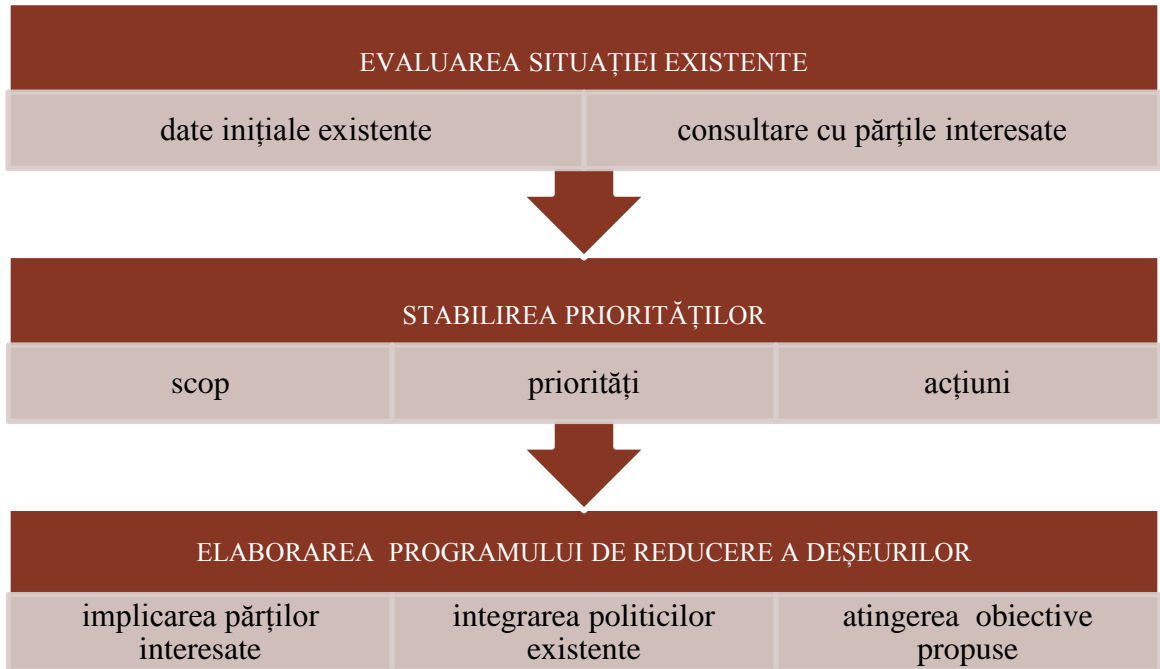 EVALUAREA SITUAȚIEI EXISTENTE
date inițiale existente
consultare cu părțile interesate
STABILIREA PRIORITĂȚILOR
scop
priorități
acțiuni
ELABORAREA PROGRAMULUI DE REDUCERE A DEȘEURILOR
implicarea părților
interesate
integrarea politicilor
existente
atingerea obiective
propuse